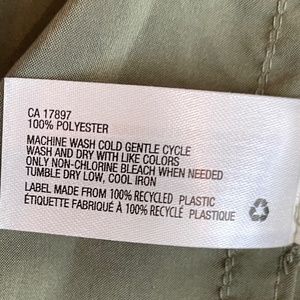 CA 17897
100% POLYESTER
MACHINE WASH COLD GENTLE CYCLE
WASH AND DRY WITH LIKE COLORS
ONLY NON-CHLORINE BLEACH WHEN NEEDED
TUMBLE DRY LOW, COOL IRON
LABEL MADE FROM 100% RECYCLED PLASTIC
ÉTIQUETTE FABRIQUÉ À 100% RECYCLÉ PLASTIQUE